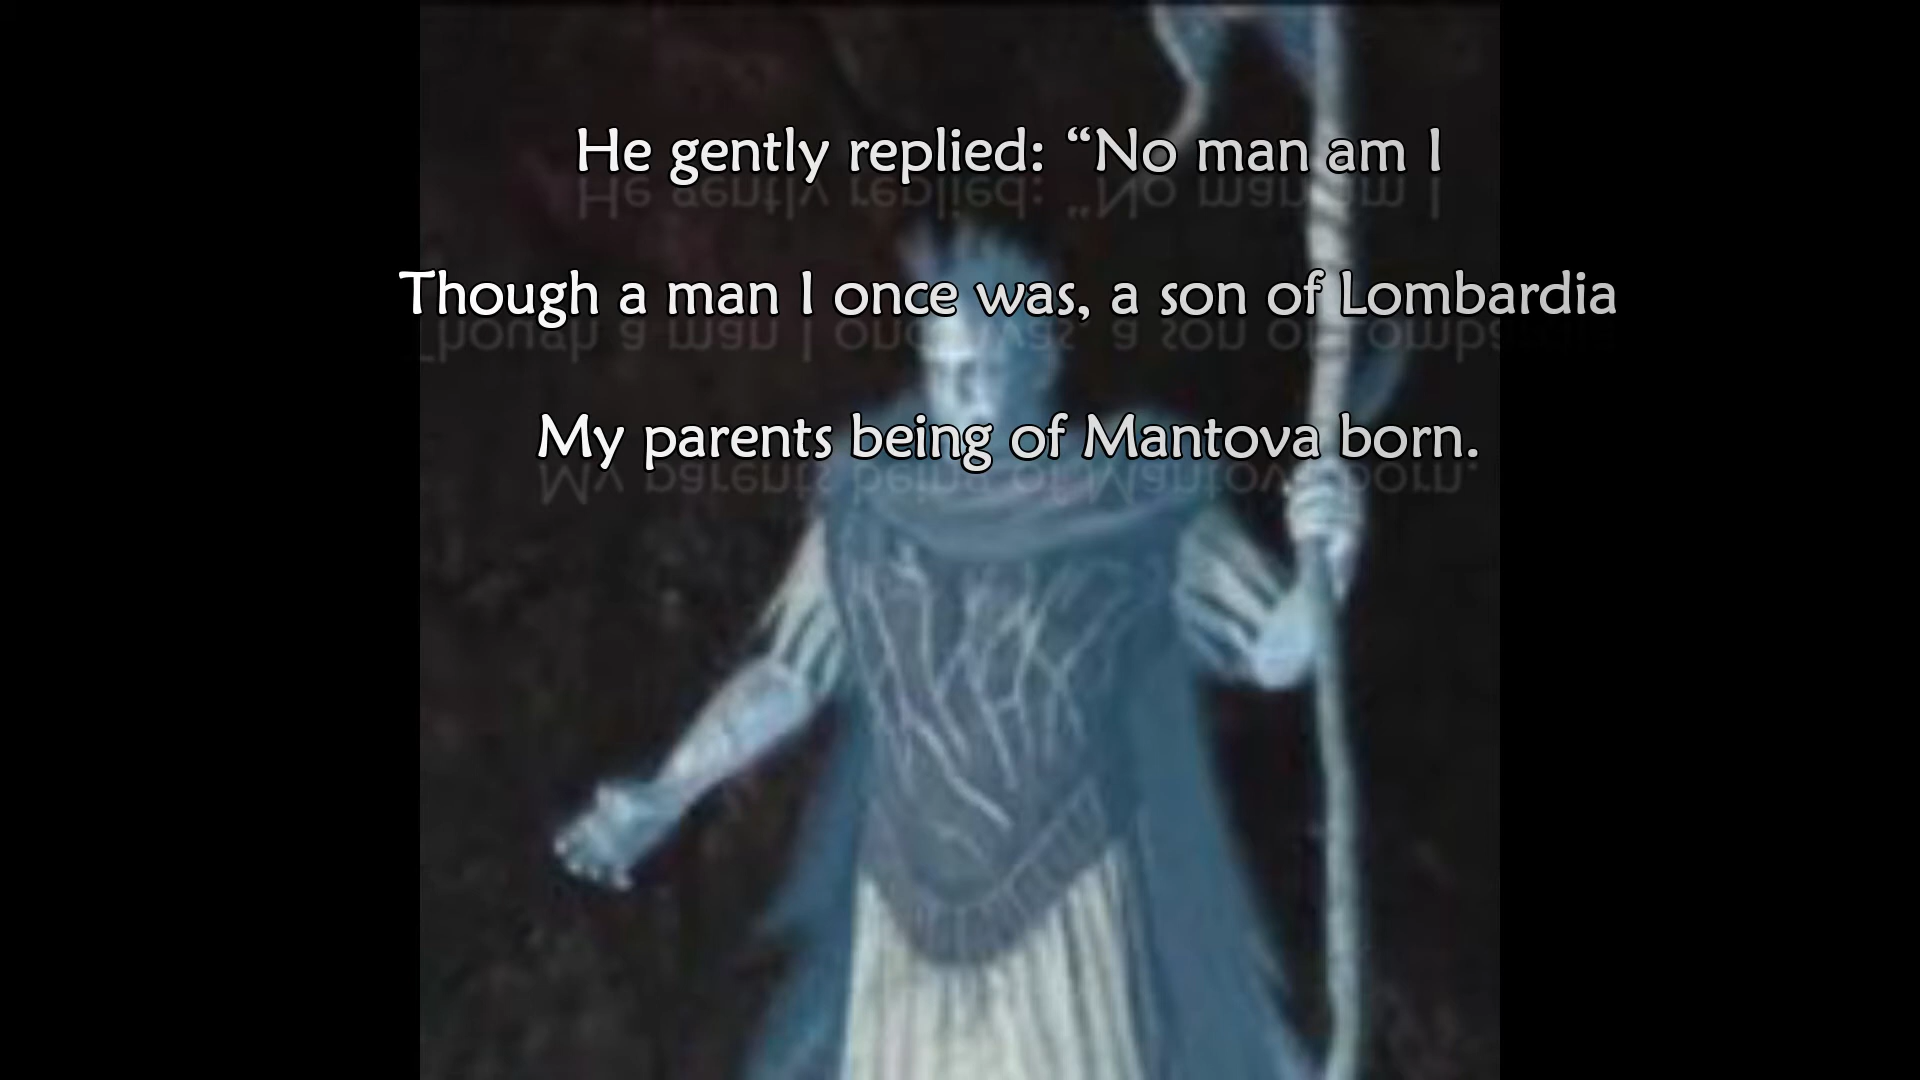 He gently replied: “No man am I
Though a man I once was, a son of Lombardia
My parents being of Mantova born.